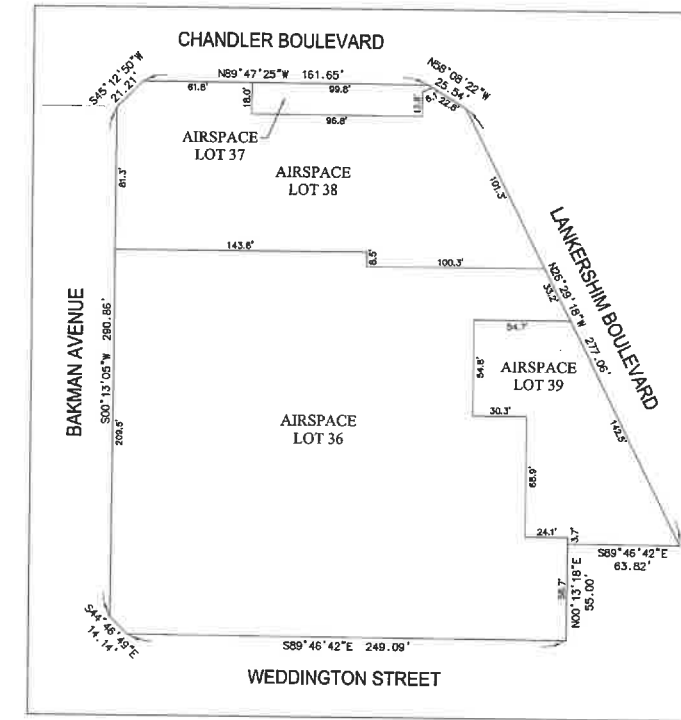 CHANDLER BOULEVARD
N89°47'25"W 161.65'
S45°12'50"W
21.21'
N58°08'22"W
25.54'
61.8'
99.8'
18.0'
96.8'
13.8'
22.8'
AIRSPACE
LOT 37
AIRSPACE
LOT 38
81.3'
101.3'
143.6'
8.5'
100.3'
LANKERSHIM BOULEVARD
N26°29'18"W 277.06'
33.2'
BAKMAN AVENUE
S00°13'05"W 290.86'
54.7'
54.8'
AIRSPACE
LOT 39
30.3'
AIRSPACE
LOT 36
209.5'
142.5'
68.9'
24.1'
3.7'
S89°46'42"E
63.82'
N00°13'18"E
55.00'
S44°46'49"E
14.14'
S89°46'42"E 249.09'
WEDDINGTON STREET